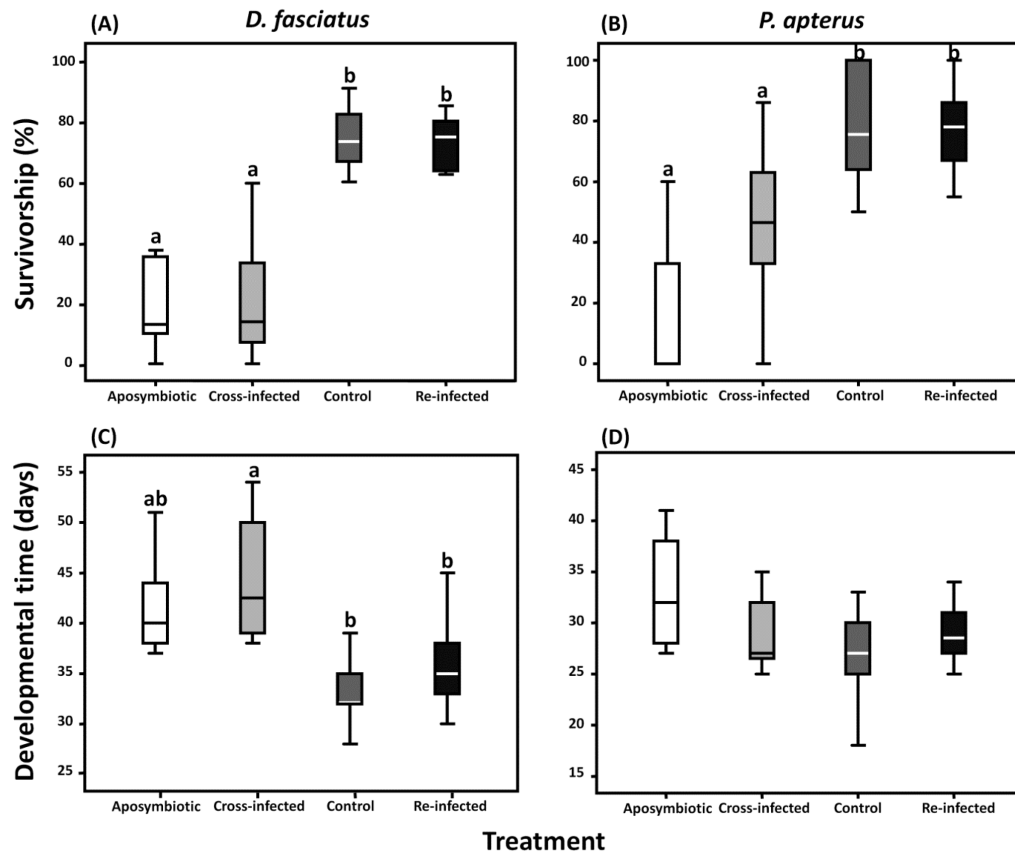 (A) D. fasciatus
(B) P. apterus
Survivorship (%)
100
80
60
40
20
0
a
a
b
b
Aposymbiotic Cross-infected Control Re-infected
100
80
60
40
20
0
a
a
b
b
Aposymbiotic Cross-infected Control Re-infected
(C)
Developmental time (days)
55
50
45
40
35
30
25
ab
a
b
b
Aposymbiotic Cross-infected Control Re-infected
(D)
45
40
35
30
25
20
15
Aposymbiotic Cross-infected Control Re-infected
Treatment